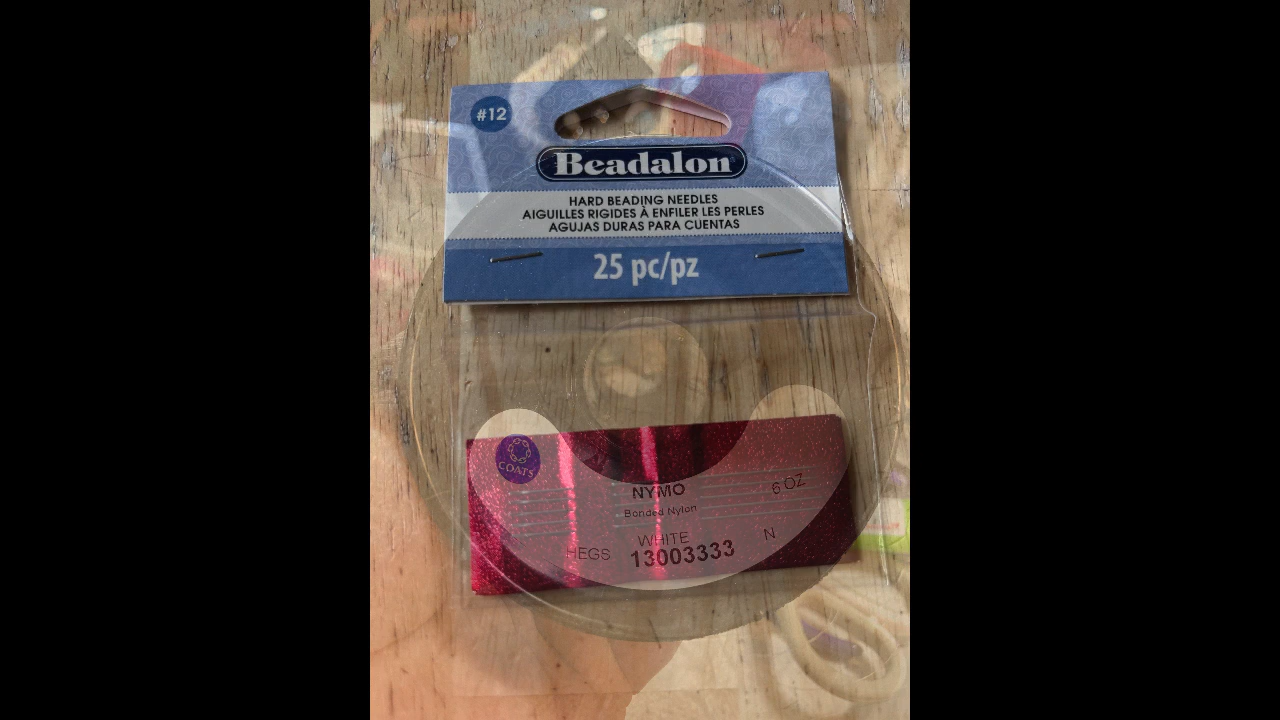 #12
Beadalon
HARD BEADING NEEDLES
AIGUILLES RIGIDES À ENFILER LES PERLES
AGUJAS DURAS PARA CUENTAS
25 pc/pz
COATS
NYMO 6 OZ
Bonded Nylon
WHITE N
HEGS 13003333